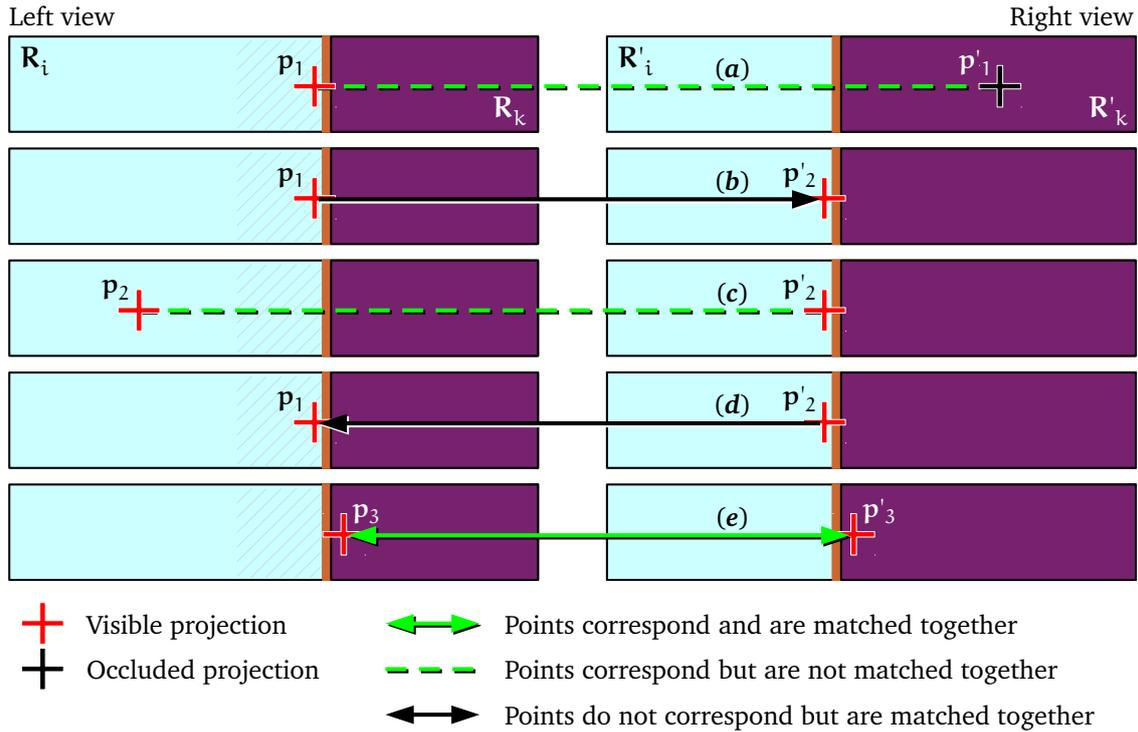 Left view Right view
R_i R'_i (a)
p_1 p'_1
R_k R'_k
p_1 (b) p'_2
p_2 (c) p'_2
p_1 (d) p'_2
p_3 (e) p'_3
Visible projection Points correspond and are matched together
Occluded projection Points correspond but are not matched together
Points do not correspond but are matched together